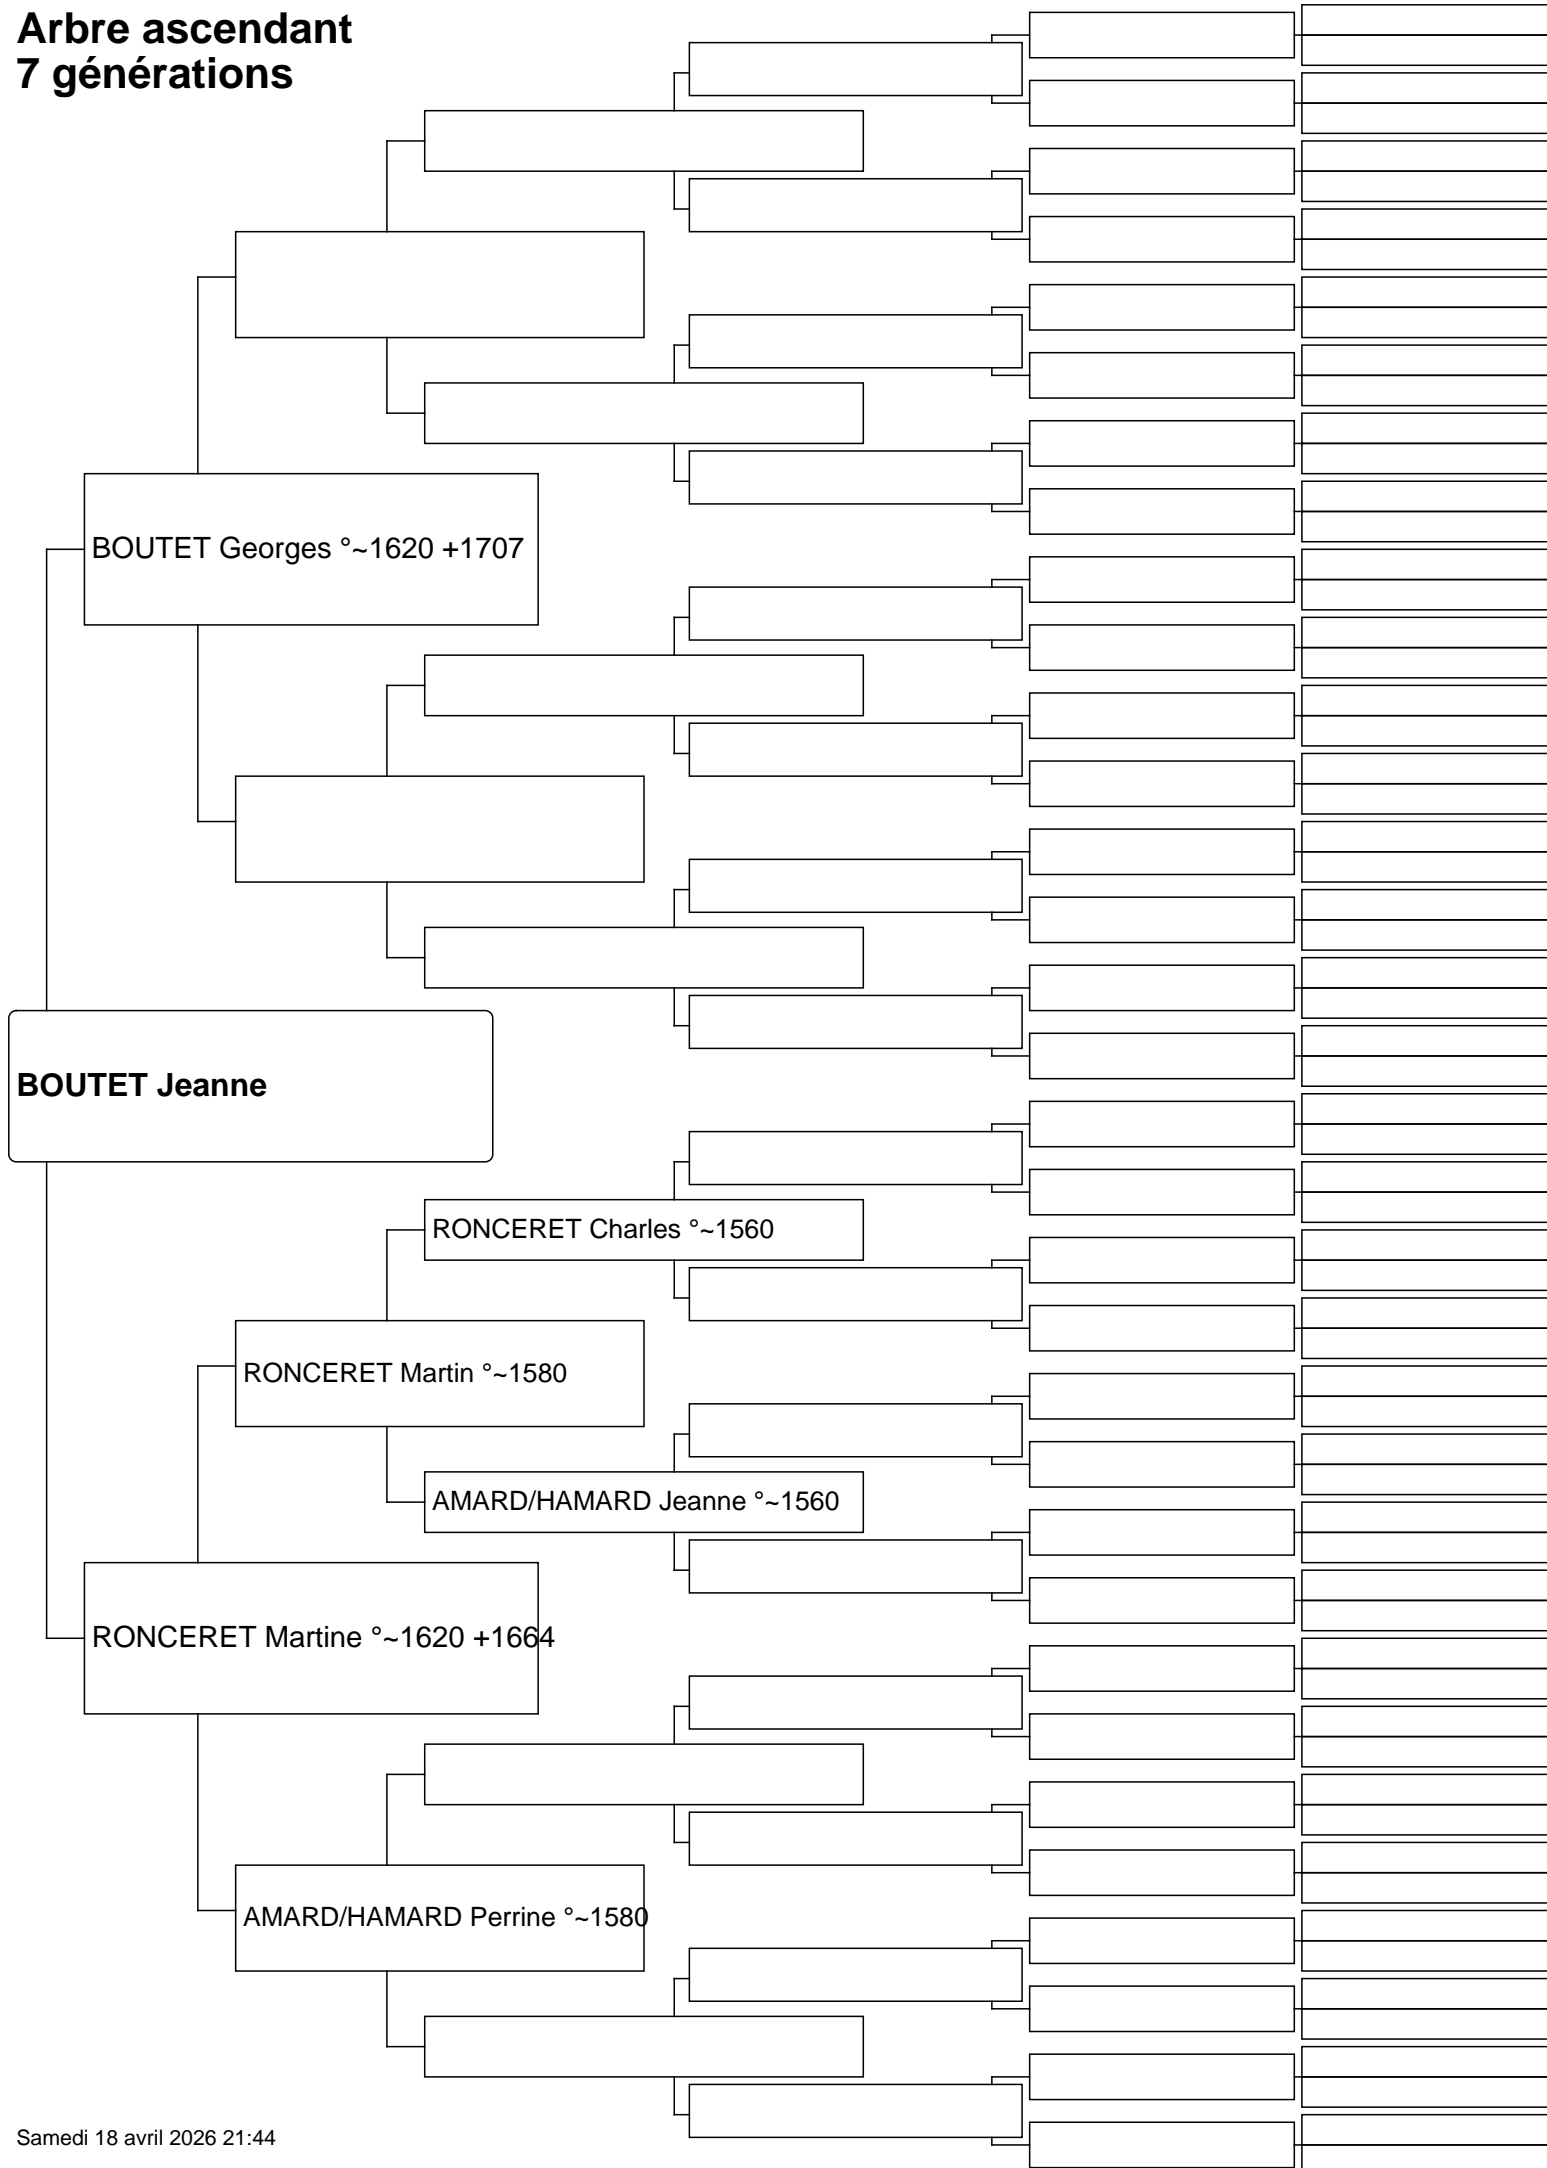 Arbre ascendant
7 générations
BOUTET Georges °~1620 +1707
BOUTET Jeanne
RONCERET Charles °~1560
RONCERET Martin °~1580
AMARD/HAMARD Jeanne °~1560
RONCERET Martine °~1620 +1664
AMARD/HAMARD Perrine °~1580
Samedi 18 avril 2026 21:44